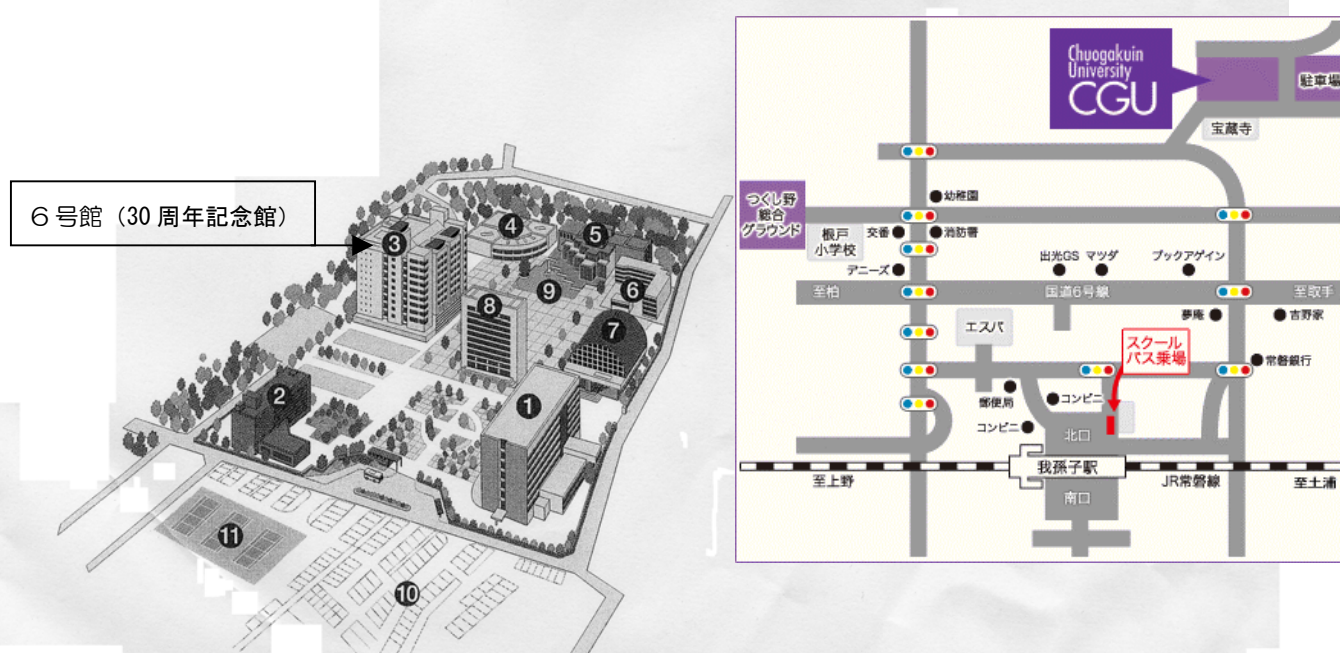 6号館（30周年記念館）
3
4
5
6
9
8
7
2
1
11
10
Chuogakuin
University
CGU
駐車場
宝蔵寺
幼稚園
つくし野
総合
グラウンド
根戸
小学校
交番
消防署
デニーズ
出光GS
マツダ
ブックアゲイン
至柏
国道6号線
至取手
夢庵
吉野家
エスパ
スクール
バス乗場
常磐銀行
郵便局
コンビニ
コンビニ
北口
我孫子駅
至上野
JR常磐線
至土浦
南口